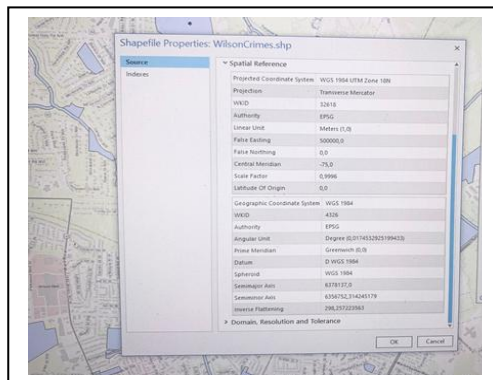 Shapefile Properties: WilsonCrimes.shp
Source
Indexes
Spatial Reference
Projected Coordinate System WGS 1984 UTM Zone 18N
Projection Transverse Mercator
WKID 32618
Authority EPSG
Linear Unit Meters (1,0)
False Easting 500000,0
False Northing 0,0
Central Meridian -75,0
Scale Factor 0,9996
Latitude Of Origin 0,0
Geographic Coordinate System WGS 1984
WKID 4326
Authority EPSG
Angular Unit Degree (0,0174532925199433)
Prime Meridian Greenwich (0,0)
Datum D WGS 1984
Spheroid WGS 1984
Semimajor Axis 6378137,0
Semiminor Axis 6356752,314245179
Inverse Flattening 298,257223563
Domain, Resolution and Tolerance
OK Cancel